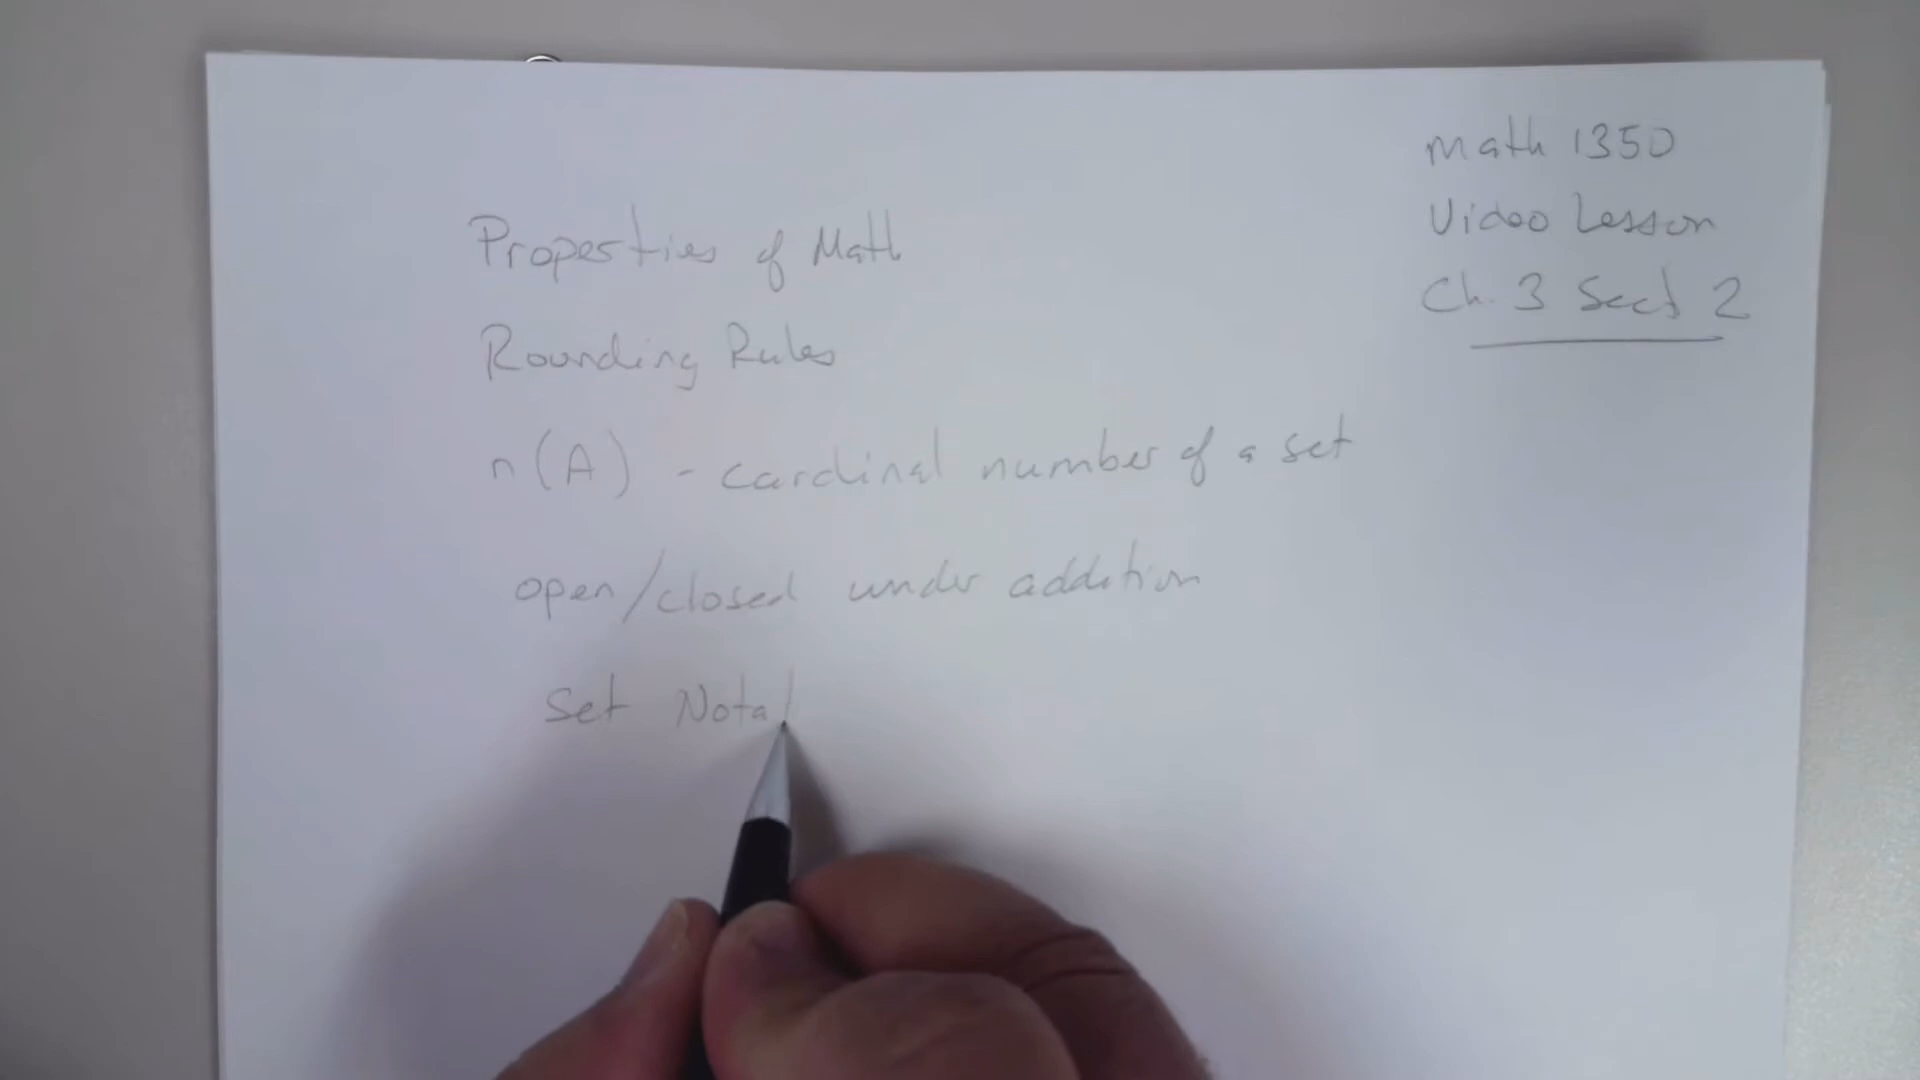 Math 1350
Video Lesson
Ch. 3 Sect 2
Properties of Math
Rounding Rules
n(A) - cardinal number of a set
open/closed under addition
Set Nota